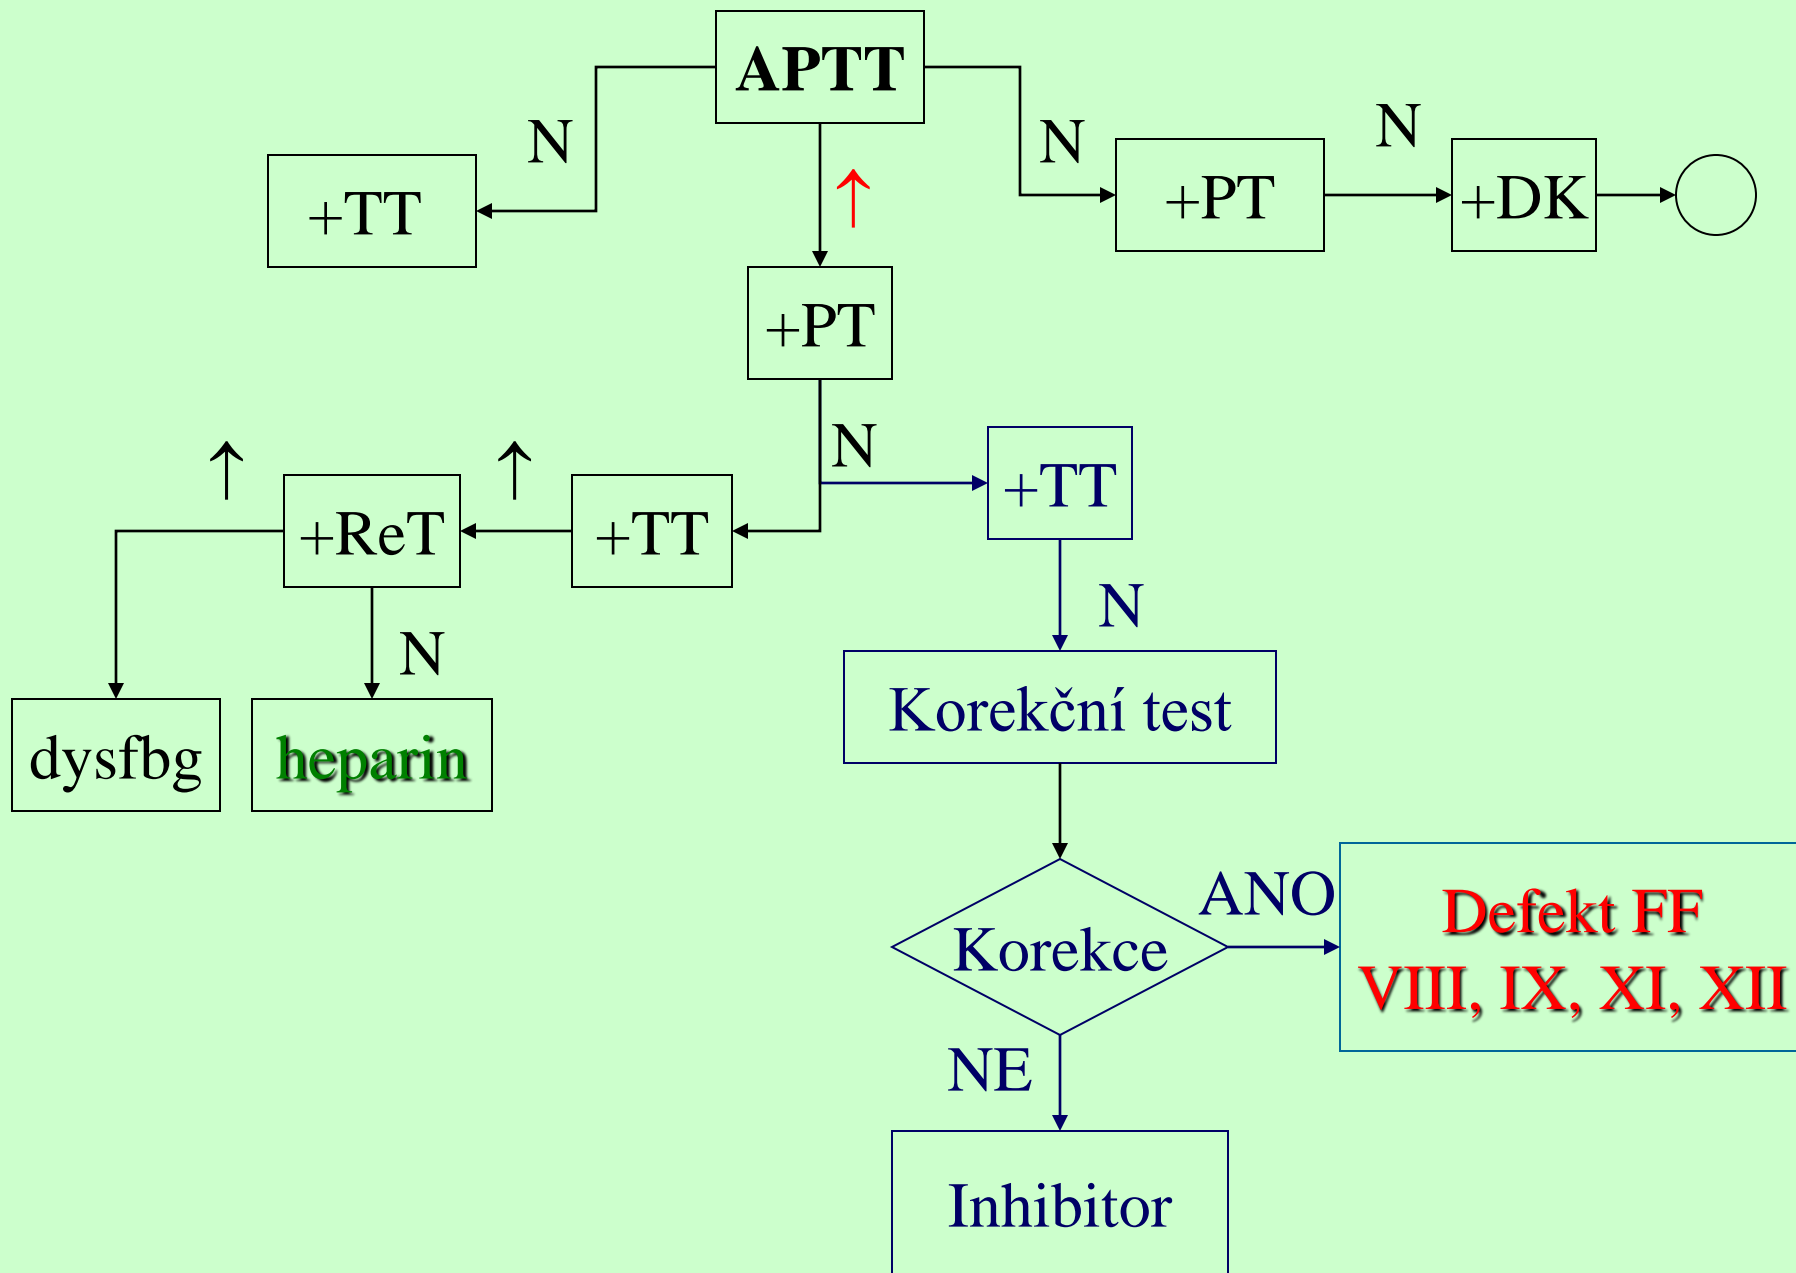 APTT
N
N
N
+TT
↑
+PT
+DK
+PT
↑
↑
N
+TT
+ReT
+TT
N
N
Korekční test
dysfbg
heparin
ANO
Korekce
Defekt FF
VIII, IX, XI, XII
NE
Inhibitor